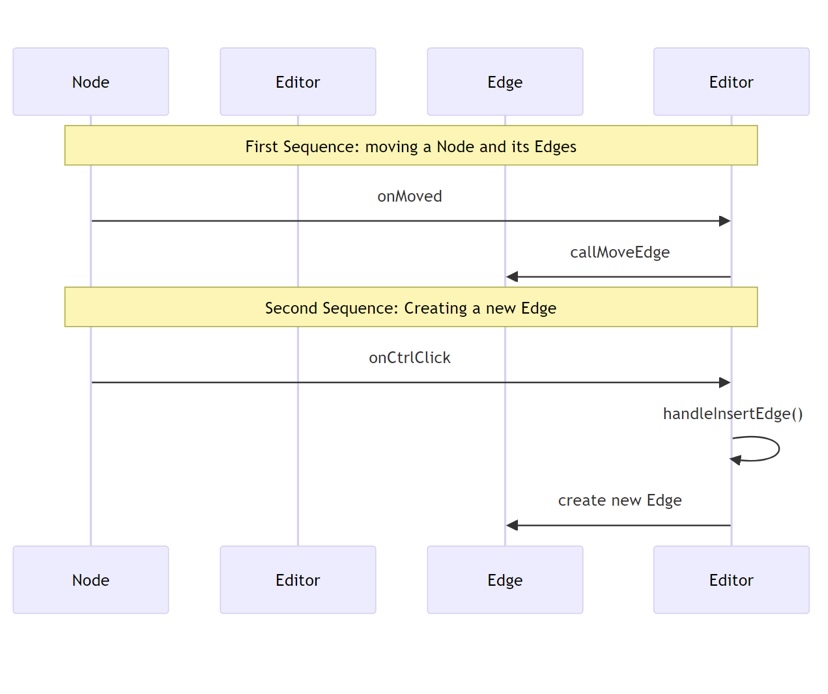 Node
Editor
Edge
Editor
First Sequence: moving a Node and its Edges
onMoved
callMoveEdge
Second Sequence: Creating a new Edge
onCtrlClick
handleInsertEdge()
create new Edge
Node
Editor
Edge
Editor